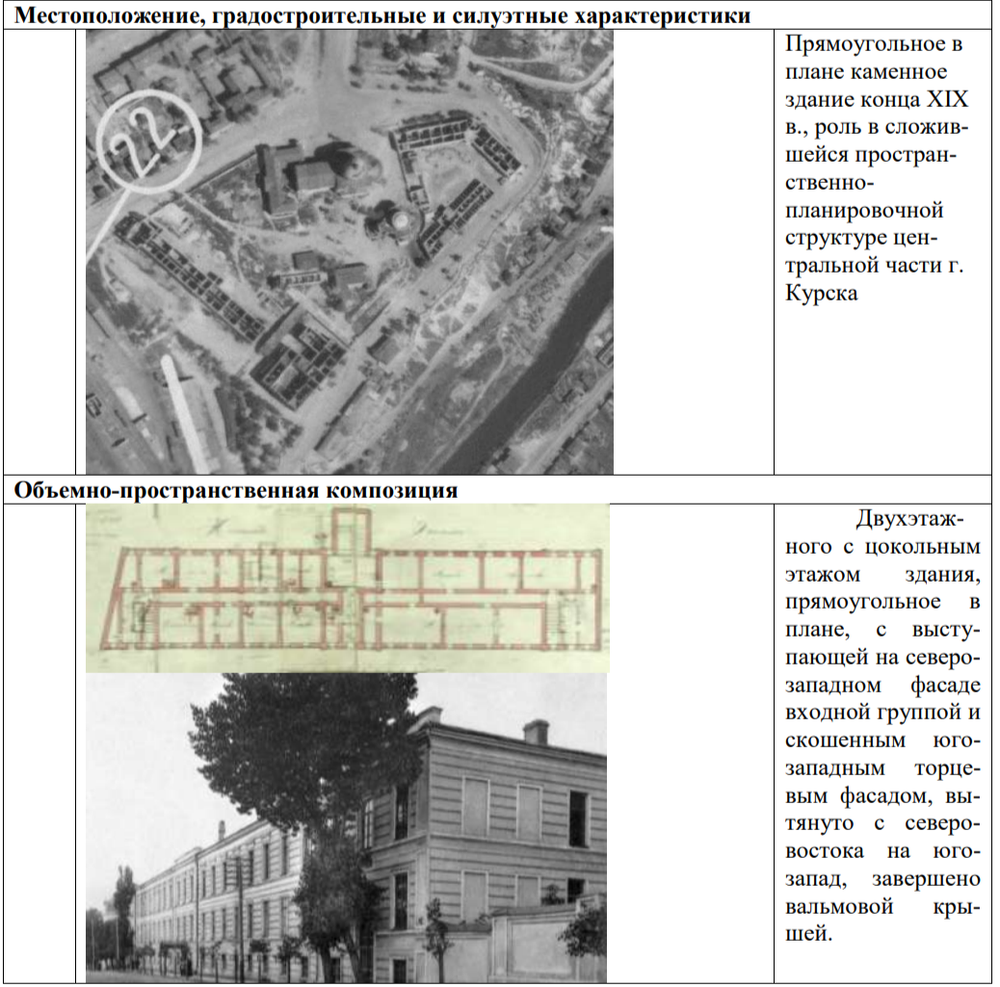 Местоположение, градостроительные и силуэтные характеристики
22
Прямоугольное в
плане каменное
здание конца XIX
в., роль в сложив-
шейся простран-
ственно-
планировочной
структуре цен-
тральной части г.
Курска
Объемно-пространственная композиция
Двухэтаж-
ного с цокольным
этажом здания,
прямоугольное в
плане, с высту-
пающей на северо-
западном фасаде
входной группой и
скошенным юго-
западным торце-
вым фасадом, вы-
тянуто с северо-
востока на юго-
запад, завершено
вальмовой кры-
шей.